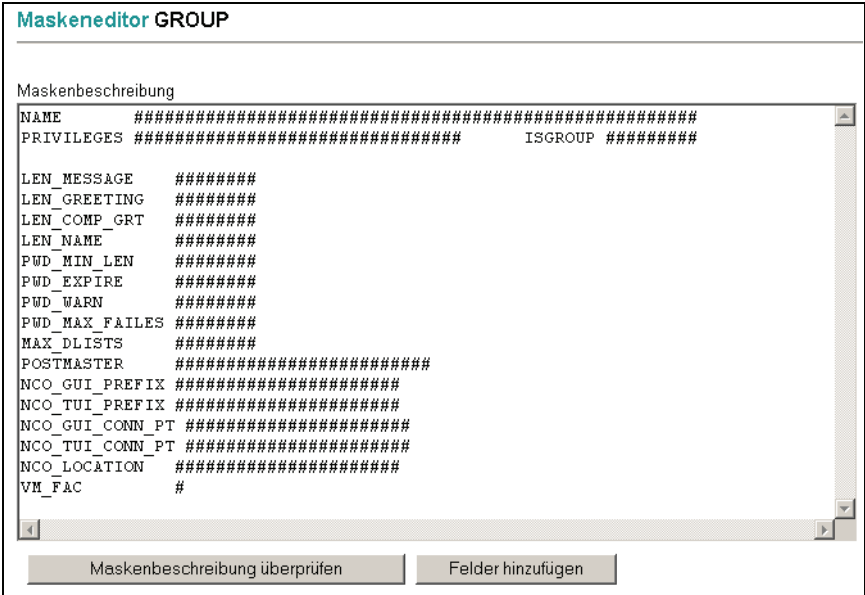 Maskeneditor GROUP
Maskenbeschreibung
NAME       #######################################################
PRIVILEGES ################################      ISGROUP #########
LEN_MESSAGE    ########
LEN_GREETING   ########
LEN_COMP_GRT   ########
LEN_NAME       ########
PWD_MIN_LEN    ########
PWD_EXPIRE     ########
PWD_WARN       ########
PWD_MAX_FAILES ########
MAX_DLISTS     ########
POSTMASTER     #########################
NCO_GUI_PREFIX ######################
NCO_TUI_PREFIX ######################
NCO_GUI_CONN_PT ######################
NCO_TUI_CONN_PT ######################
NCO_LOCATION   ######################
VM_FAC         #
Maskenbeschreibung überprüfen Felder hinzufügen